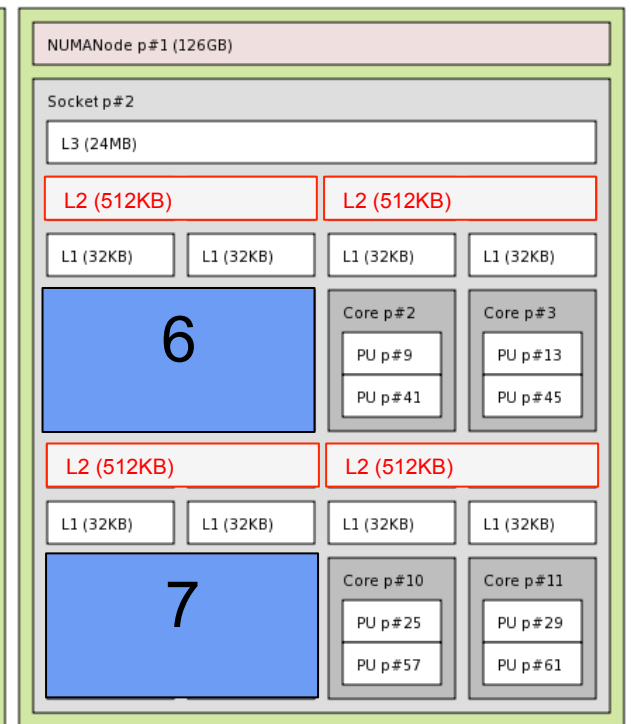 NUMANode p#1 (126GB)
Socket p#2
L3 (24MB)
L2 (512KB) L2 (512KB)
L1 (32KB) L1 (32KB) L1 (32KB) L1 (32KB)
6
Core p#2 Core p#3
PU p#9 PU p#13
PU p#41 PU p#45
L2 (512KB) L2 (512KB)
L1 (32KB) L1 (32KB) L1 (32KB) L1 (32KB)
7
Core p#10 Core p#11
PU p#25 PU p#29
PU p#57 PU p#61